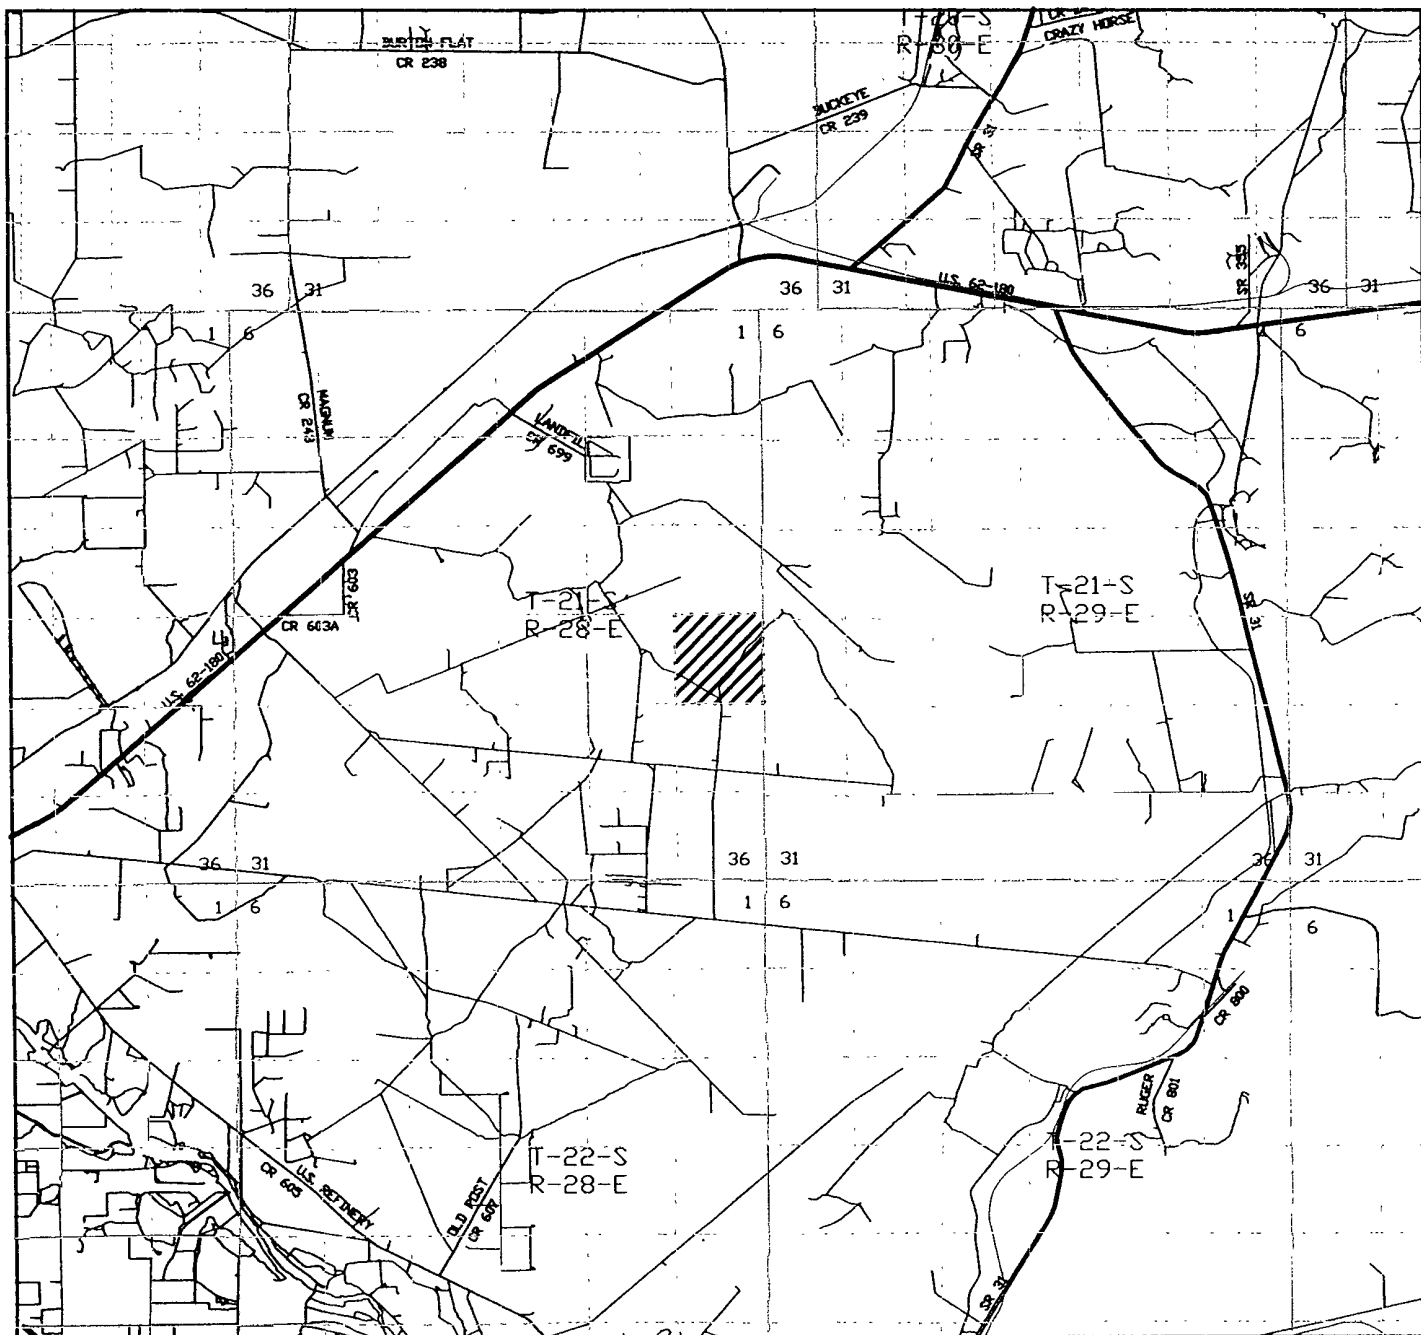 T-20-S
R-30-E
CRAZY HORSE
BURTON FLAT
CR 238
BUCKEYE
CR 239
SR 31
SR 355
U.S. 62-180
36 31
36 31
36 31
1 6
1 6
6
MAGNUM
CR 243
LANDFILL
CR 699
CR 603
CR 603A
T-21-S
R-28-E
T-21-S
R-29-E
SR 31
U.S. 62-180
36 31
36 31
36 31
1 6
1 6
1
6
CR 800
RUGER
CR 801
T-22-S
R-28-E
T-22-S
R-29-E
U.S. REFINERY
CR 605
OLD POST
CR 607
SR 31